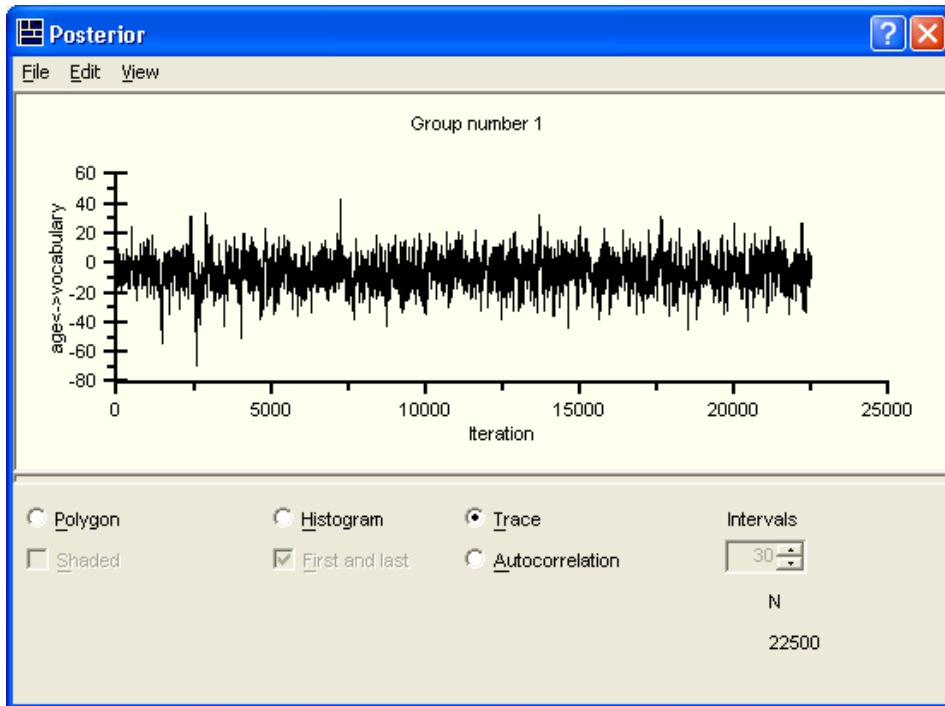 Posterior
File Edit View
Group number 1
age<->vocabulary
60
40
20
0
-20
-40
-60
-80
0 5000 10000 15000 20000 25000
Iteration
Polygon Histogram Trace Intervals
Shaded First and last Autocorrelation 30
N
22500